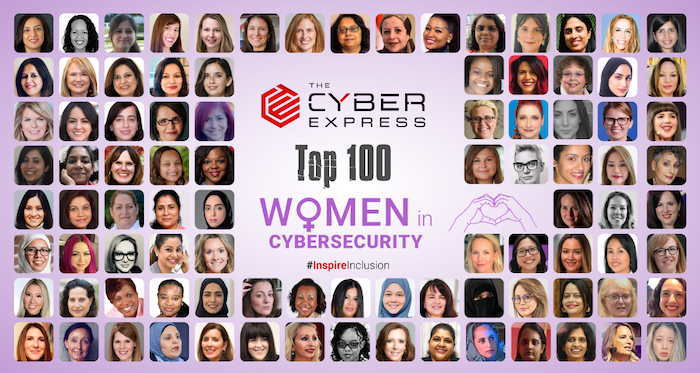 THE
CYBER
EXPRESS
Top 100
WOMEN in
CYBERSECURITY
#InspireInclusion